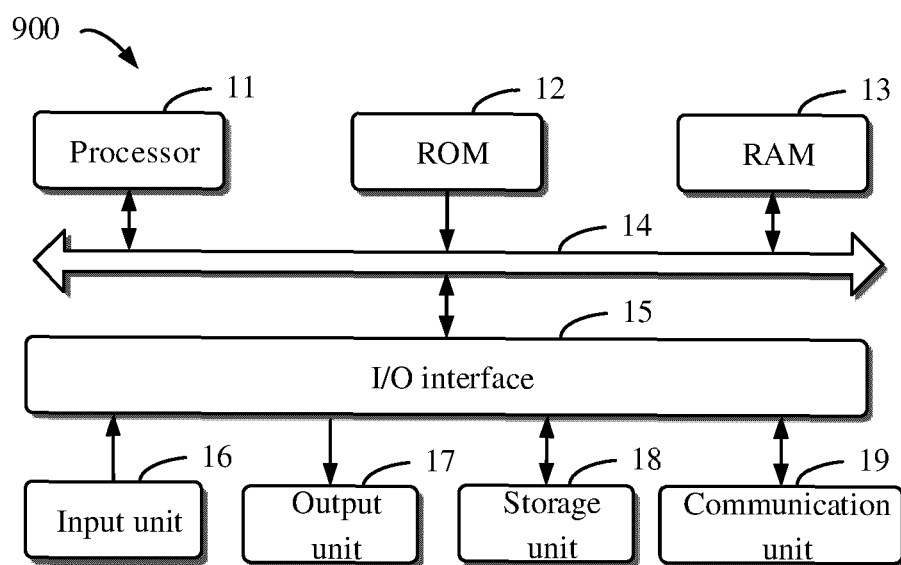 900
11
12
13
Processor
ROM
RAM
14
15
I/O interface
16
17
18
19
Input unit
Output
unit
Storage
unit
Communication
unit